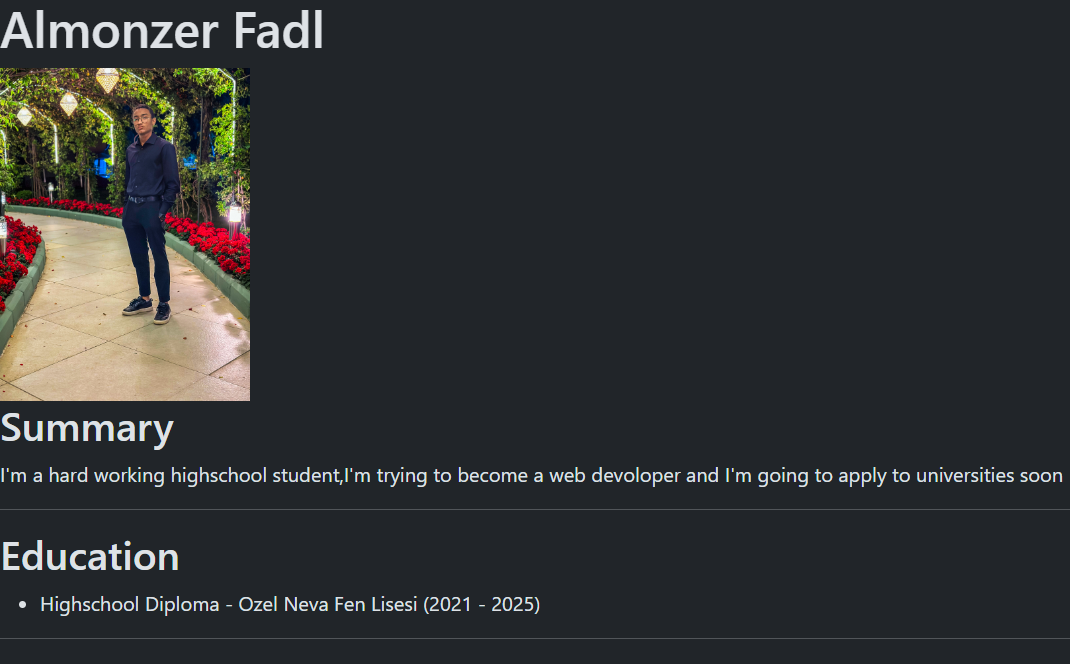 Almonzer Fadl
Summary
I'm a hard working highschool student,I'm trying to become a web devoloper and I'm going to apply to universities soon
Education
Highschool Diploma - Ozel Neva Fen Lisesi (2021 - 2025)